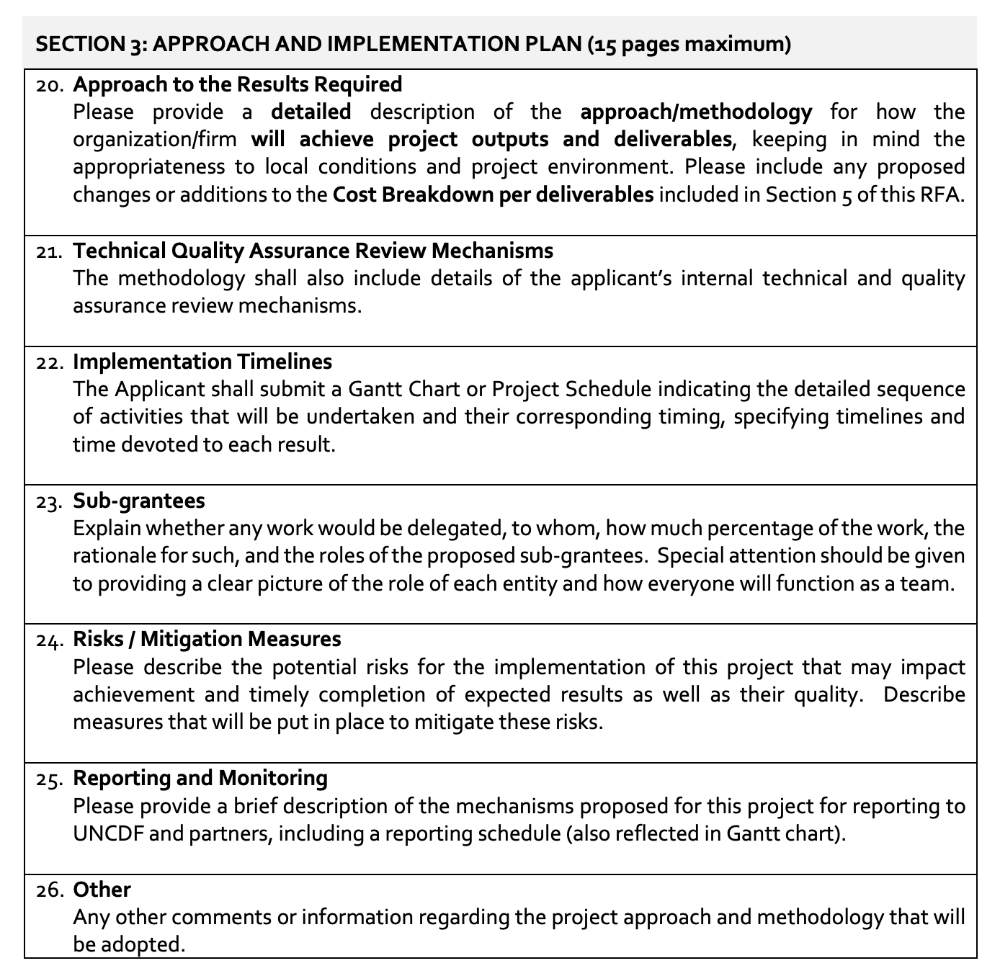 SECTION 3: APPROACH AND IMPLEMENTATION PLAN (15 pages maximum)
20. Approach to the Results Required
Please provide a detailed description of the approach/methodology for how the
organization/firm will achieve project outputs and deliverables, keeping in mind the
appropriateness to local conditions and project environment. Please include any proposed
changes or additions to the Cost Breakdown per deliverables included in Section 5 of this RFA.
21. Technical Quality Assurance Review Mechanisms
The methodology shall also include details of the applicant’s internal technical and quality
assurance review mechanisms.
22. Implementation Timelines
The Applicant shall submit a Gantt Chart or Project Schedule indicating the detailed sequence
of activities that will be undertaken and their corresponding timing, specifying timelines and
time devoted to each result.
23. Sub-grantees
Explain whether any work would be delegated, to whom, how much percentage of the work, the
rationale for such, and the roles of the proposed sub-grantees. Special attention should be given
to providing a clear picture of the role of each entity and how everyone will function as a team.
24. Risks / Mitigation Measures
Please describe the potential risks for the implementation of this project that may impact
achievement and timely completion of expected results as well as their quality. Describe
measures that will be put in place to mitigate these risks.
25. Reporting and Monitoring
Please provide a brief description of the mechanisms proposed for this project for reporting to
UNCDF and partners, including a reporting schedule (also reflected in Gantt chart).
26. Other
Any other comments or information regarding the project approach and methodology that will
be adopted.